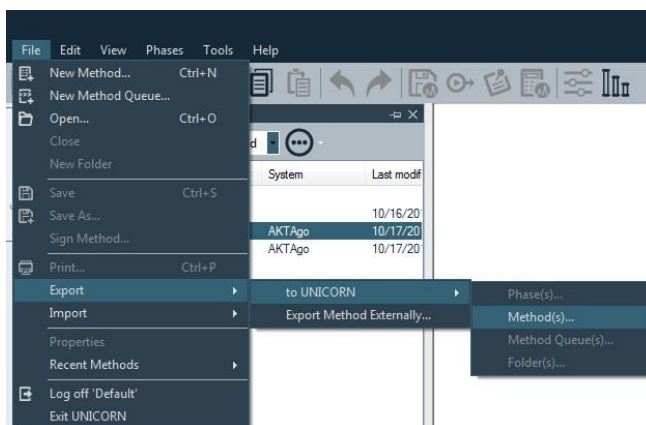 File Edit View Phases Tools Help
New Method... Ctrl+N
New Method Queue...
Open... Ctrl+O
Close
New Folder
Save Ctrl+S
Save As...
Sign Method...
Print... Ctrl+P
Export
Import
Properties
Recent Methods
Log off 'Default'
Exit UNICORN
d
System Last modif
10/16/20
AKTAgo 10/17/20
AKTAgo 10/17/20
to UNICORN
Export Method Externally...
Phase(s)...
Method(s)...
Method Queue(s)...
Folder(s)...